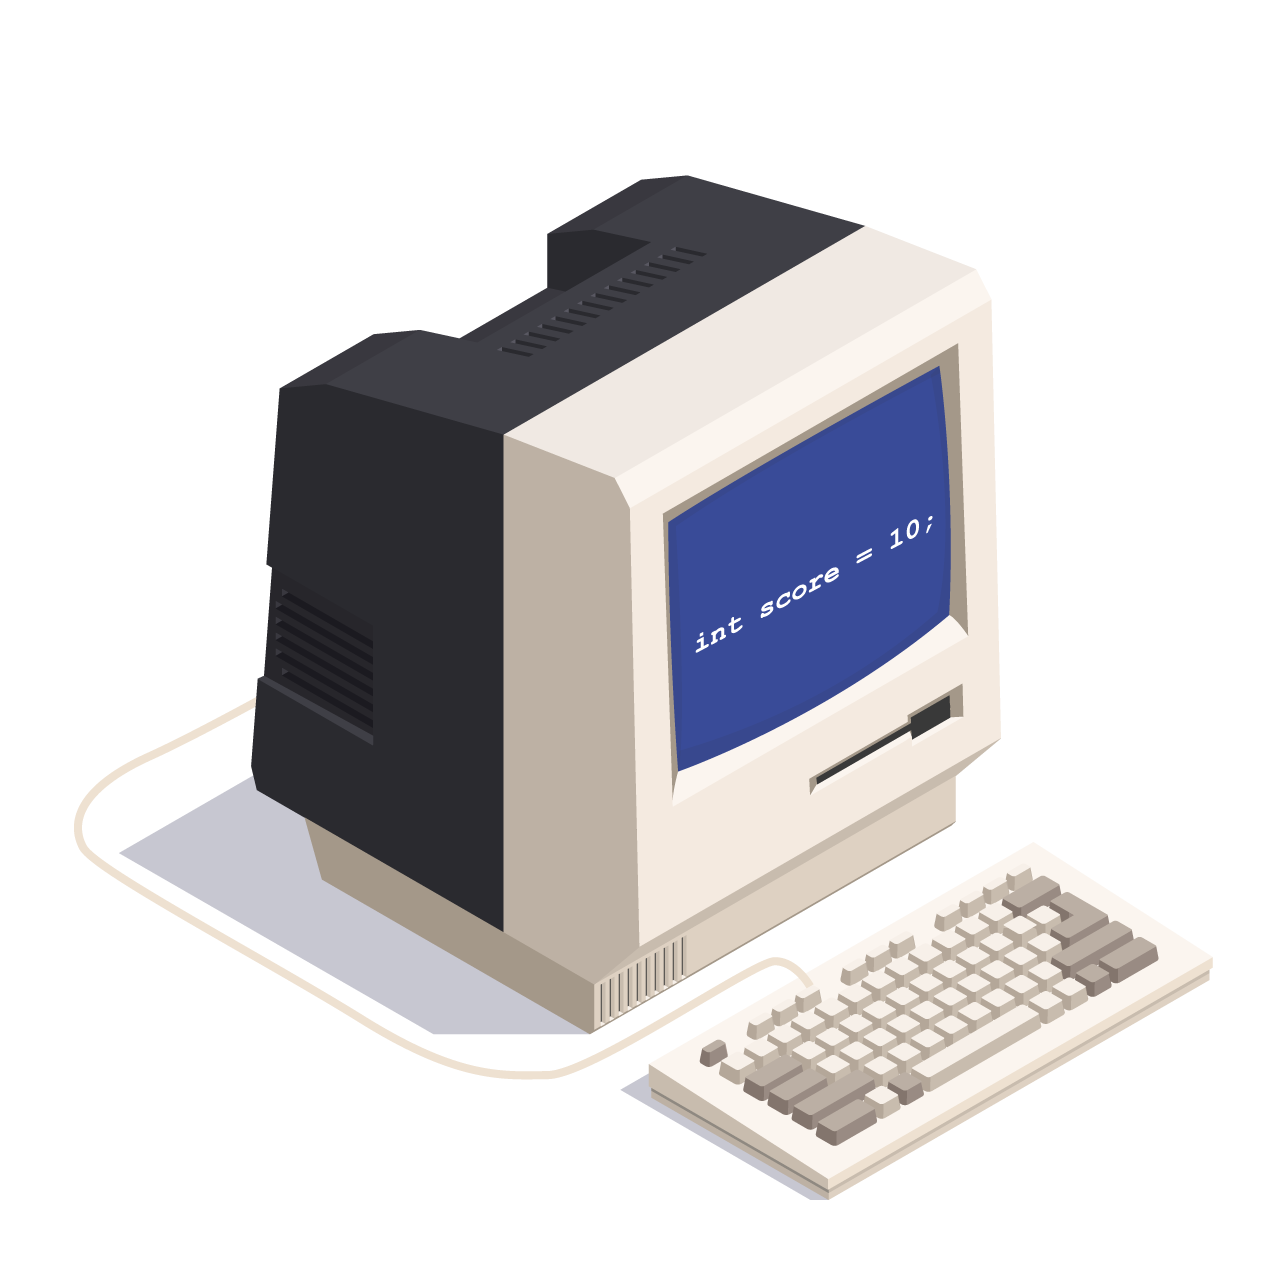 int score = 10;